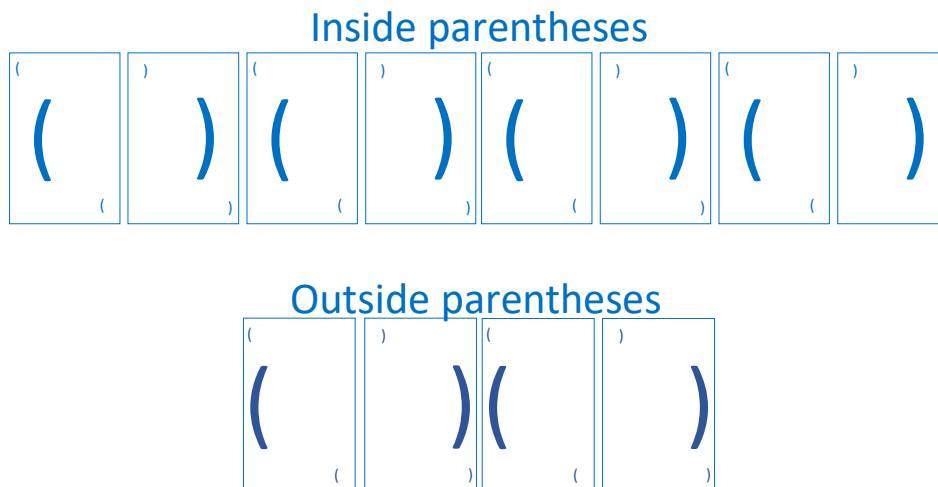 Inside parentheses
( ) ( ) ( ) ( )
( ) ( ) ( ) ( )
( ) ( ) ( ) (
Outside parentheses
( ) ( )
( ) ( )
( ) ( )